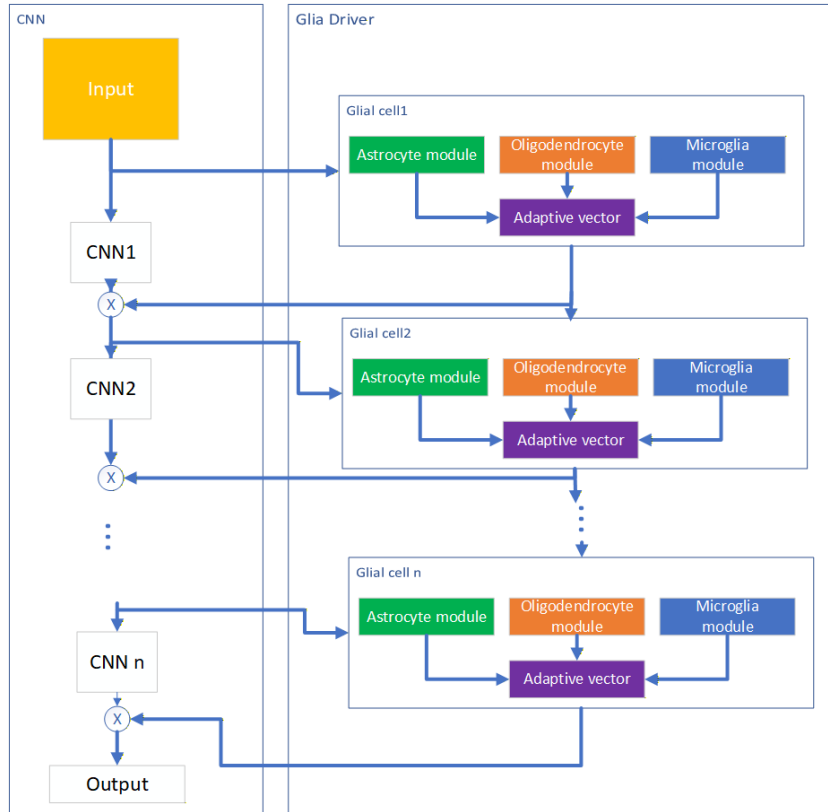 CNN
Glia Driver
Input
Glial cell1
Astrocyte module
Oligodendrocyte
module
Microglia
module
Adaptive vector
CNN1
X
Glial cell2
Astrocyte module
Oligodendrocyte
module
Microglia
module
Adaptive vector
CNN2
X
Glial cell n
Astrocyte module
Oligodendrocyte
module
Microglia
module
Adaptive vector
CNN n
X
Output